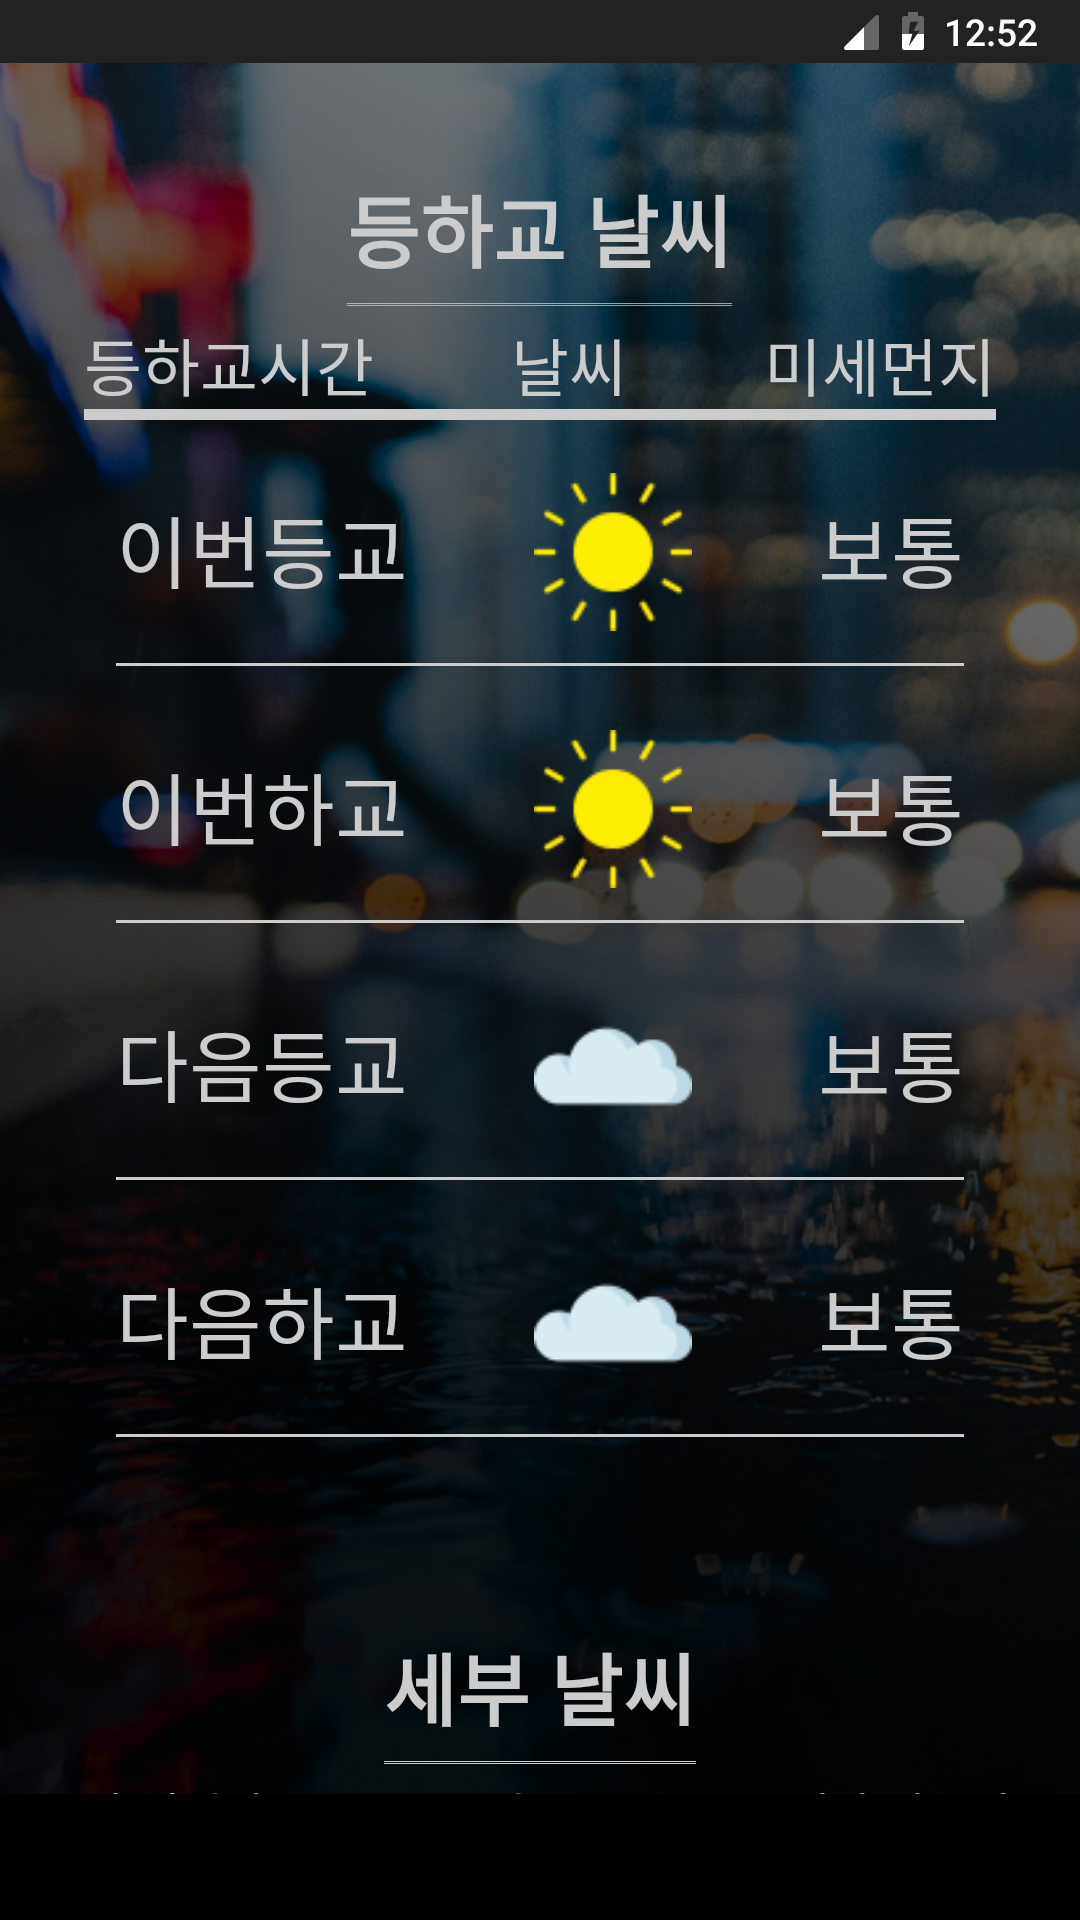 12:52
등하교 날씨
등하교시간 날씨 미세먼지
이번등교 보통
이번하교 보통
다음등교 보통
다음하교 보통
세부 날씨